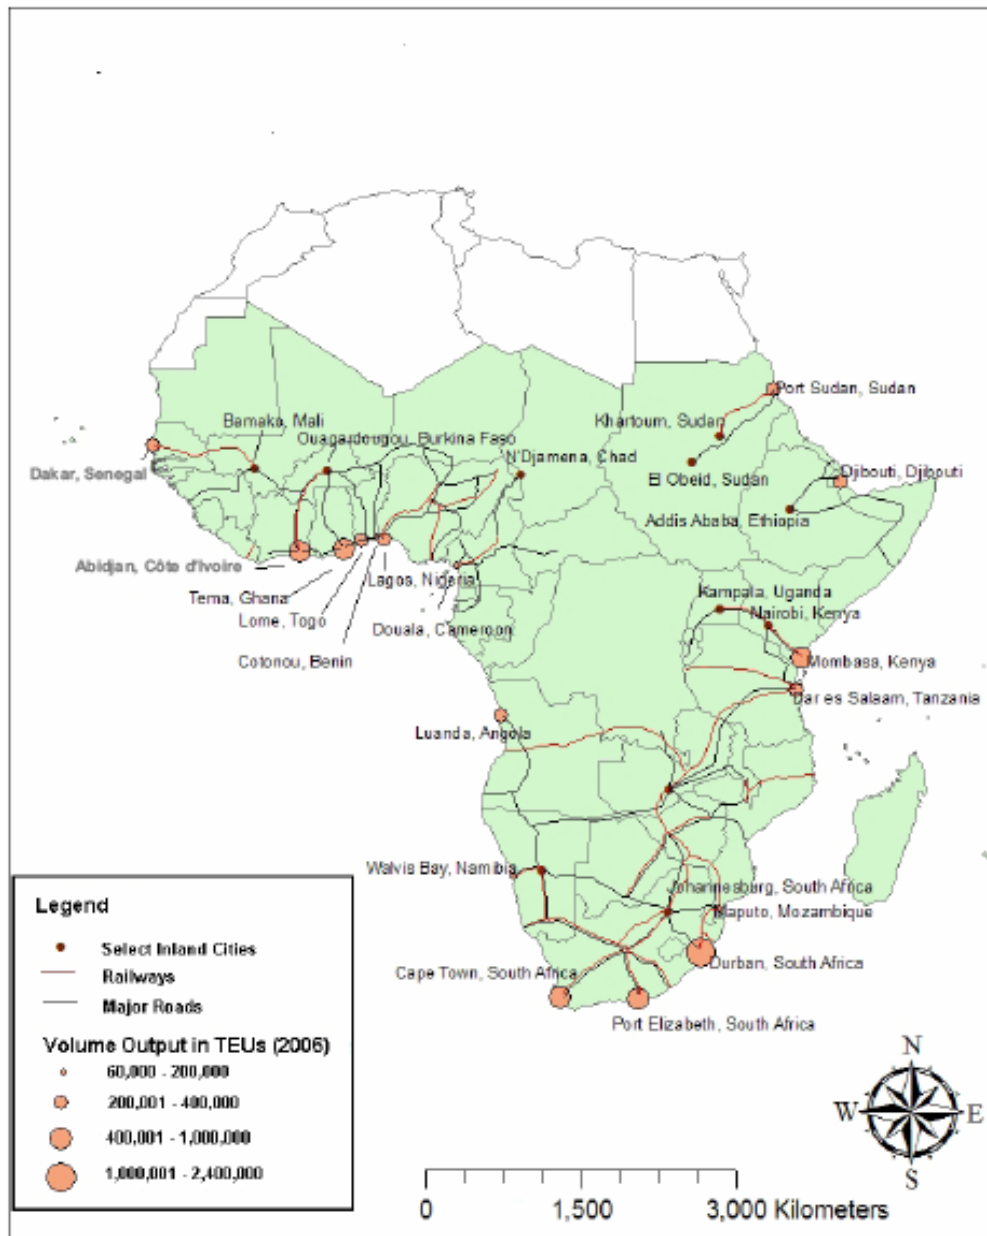 Port Sudan, Sudan
Bamako, Mali
Khartoum, Sudan
Ouagardougou, Burkina Faso
N'Djamena, Chad
Dakar, Senegal
Djibouti, Djibouti
El Obeid, Sudan
Addis Ababa, Ethiopia
Abidjan, Côte d'Ivoire
Lagos, Nigeria
Tema, Ghana
Kampala, Uganda
Nairobi, Kenya
Lome, Togo
Douala, Cameroon
Cotonou, Benin
Mombasa, Kenya
Dar es Salaam, Tanzania
Luanda, Angola
Walvis Bay, Namibia
Johannesburg, South Africa
Maputo, Mozambique
Durban, South Africa
Cape Town, South Africa
Port Elizabeth, South Africa
Legend
Select Inland Cities
Railways
Major Roads
Volume Output in TEUs (2006)
60,000 - 200,000
200,001 - 400,000
400,001 - 1,000,000
1,000,001 - 2,400,000
N
W E
S
0 1,500 3,000 Kilometers